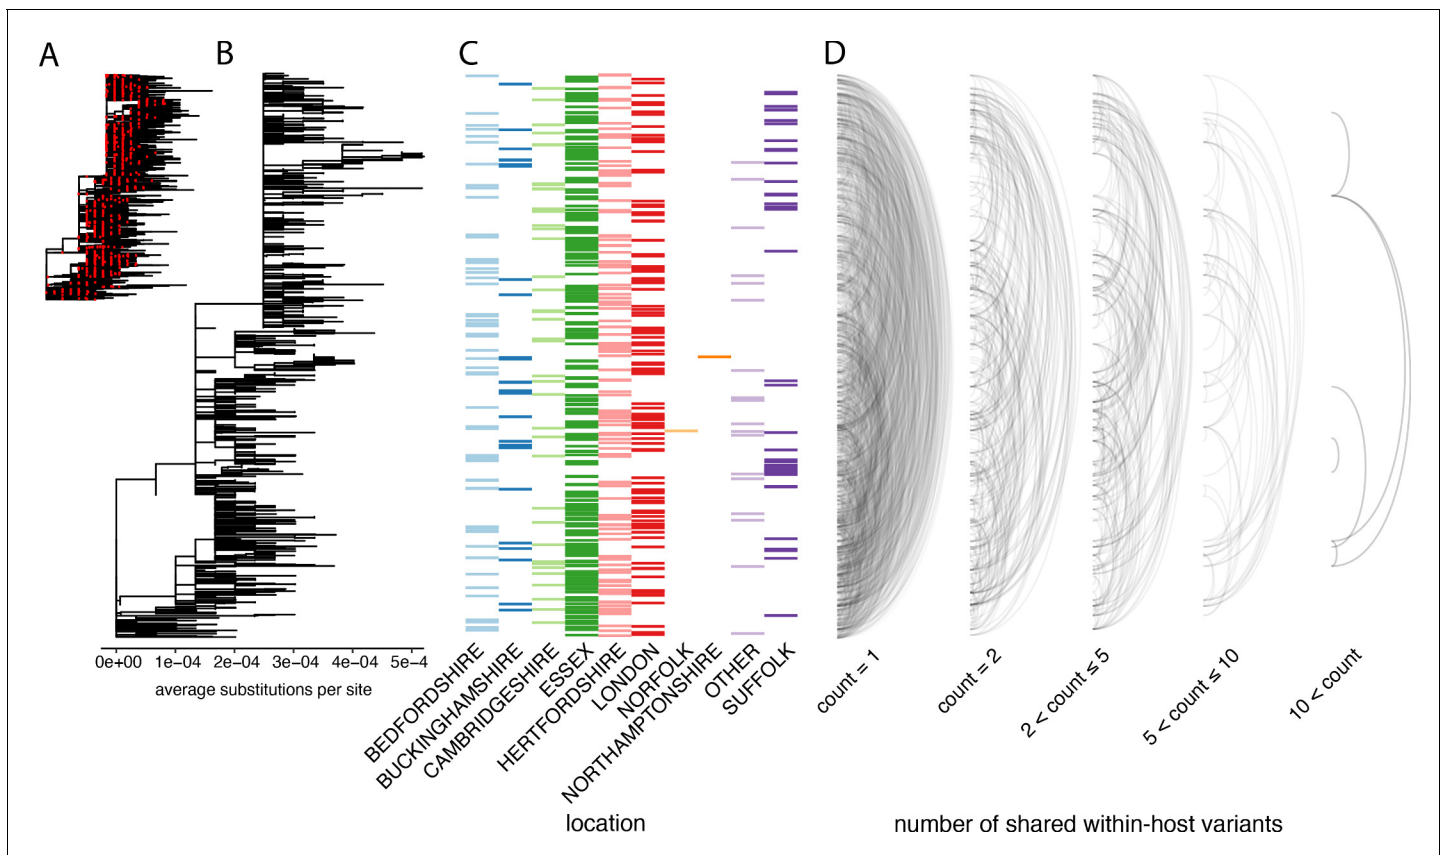 A
B
C
D
0e+00 1e−04 2e−04 3e−04 4e−04 5e−04
average substitutions per site
BEDFORDSHIRE
BUCKINGHAMSHIRE
CAMBRIDGESHIRE
ESSEX
HERTFORDSHIRE
LONDON
NORFOLK
NORTHAMPTONSHIRE
OTHER
SUFFOLK
location
count = 1
count = 2
2 < count ≤ 5
5 < count ≤ 10
10 < count
number of shared within-host variants